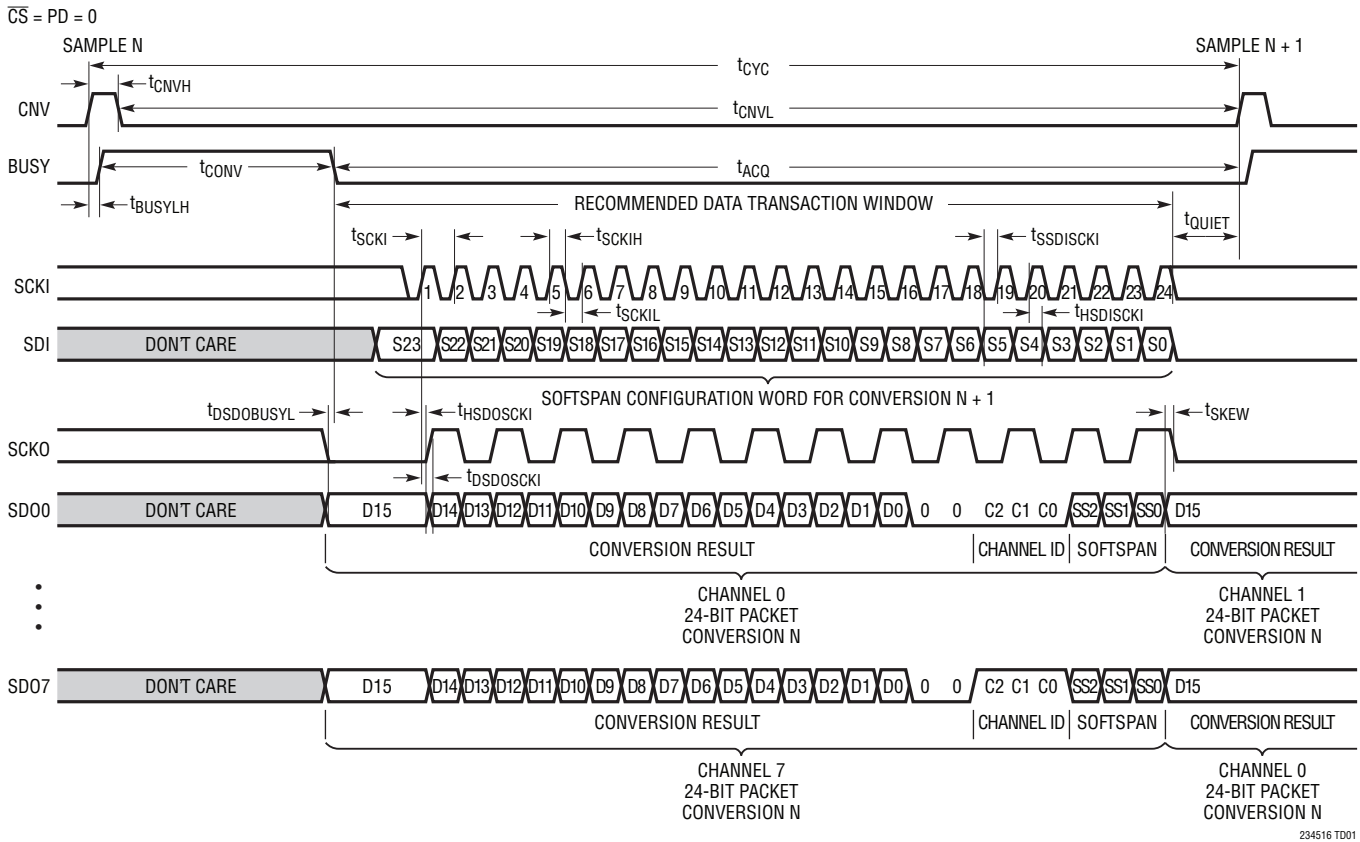 CS = PD = 0
SAMPLE N
SAMPLE N + 1
tCYC
tCNVH
CNV
tCNVL
BUSY
tCONV
tACQ
tBUSYLH
RECOMMENDED DATA TRANSACTION WINDOW
tQUIET
tSCKI
tSCKIH
tSSDISCKI
SCKI
1 2 3 4 5 6 7 8 9 10 11 12 13 14 15 16 17 18 19 20 21 22 23 24
tSCKIL
tHSDISCKI
SDI
DON'T CARE
S23 S22 S21 S20 S19 S18 S17 S16 S15 S14 S13 S12 S11 S10 S9 S8 S7 S6 S5 S4 S3 S2 S1 S0
SOFTSPAN CONFIGURATION WORD FOR CONVERSION N + 1
tDSDOBUSYL
tHSDOSCKI
tSKEW
SCKO
tDSDOSCKI
SDO0
DON'T CARE
D15 D14 D13 D12 D11 D10 D9 D8 D7 D6 D5 D4 D3 D2 D1 D0 0 0 C2 C1 C0 SS2 SS1 SS0 D15
CONVERSION RESULT
CHANNEL ID
SOFTSPAN
CONVERSION RESULT
CHANNEL 0
24-BIT PACKET
CONVERSION N
CHANNEL 1
24-BIT PACKET
CONVERSION N
SDO7
DON'T CARE
D15 D14 D13 D12 D11 D10 D9 D8 D7 D6 D5 D4 D3 D2 D1 D0 0 0 C2 C1 C0 SS2 SS1 SS0 D15
CONVERSION RESULT
CHANNEL ID
SOFTSPAN
CONVERSION RESULT
CHANNEL 7
24-BIT PACKET
CONVERSION N
CHANNEL 0
24-BIT PACKET
CONVERSION N
234516 TD01